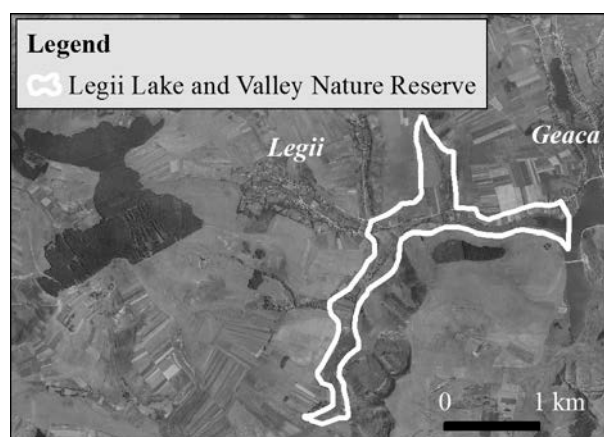 Legend
Legii Lake and Valley Nature Reserve
Legii
Geaca
0 1 km